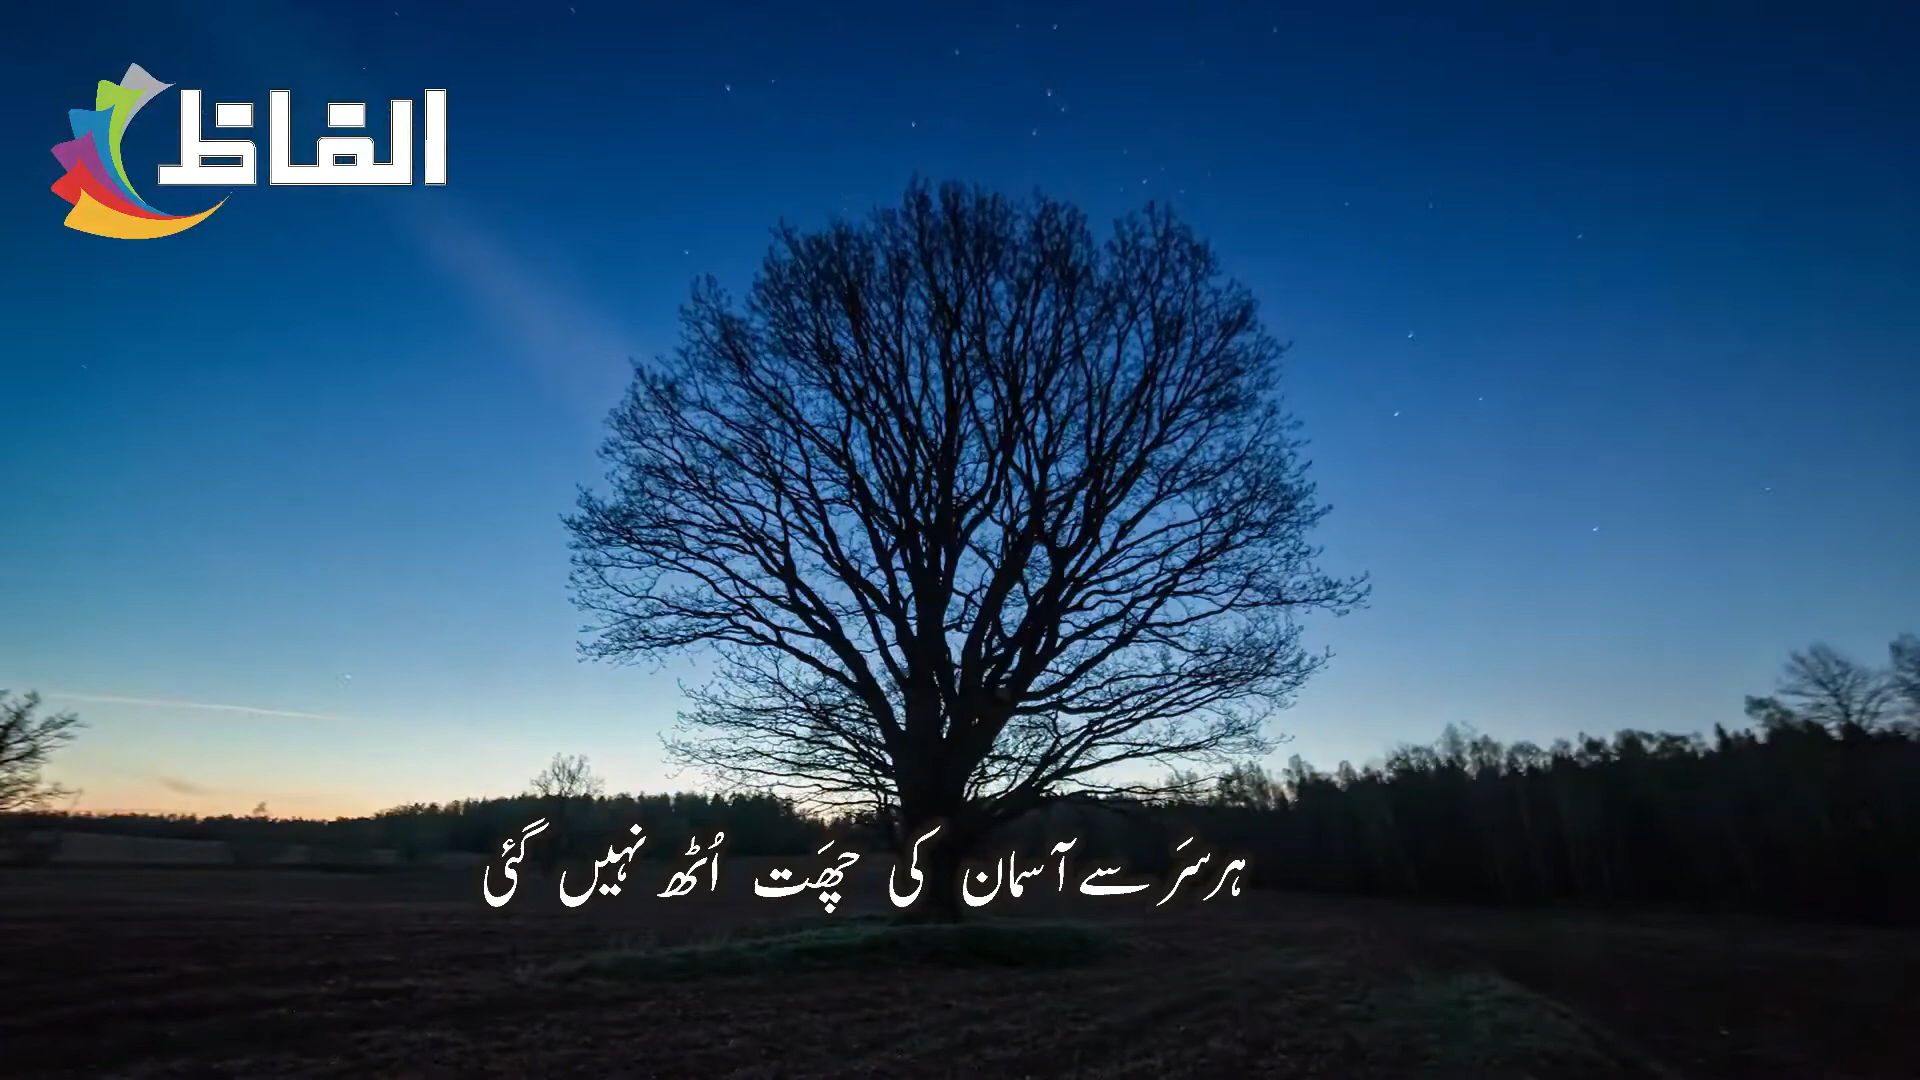 الفاظ
ہر سَر سے آسمان کی چھَت اُٹھ نہیں گئی